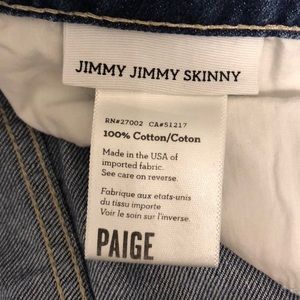 JIMMY JIMMY SKINNY
RN#27002 CA#51217
100% Cotton/Coton
Made in the USA of
imported fabric.
See care on reverse.
Fabrique aux etats-unis
du tissu importe
Voir le soin sur l'inverse.
PAIGE